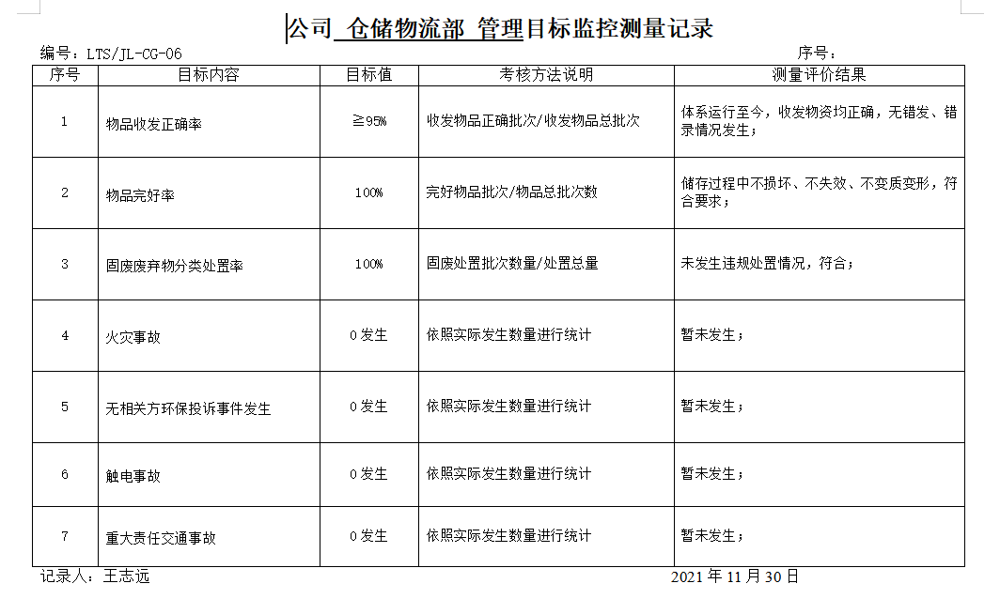 公司 仓储物流部 管理目标监控测量记录
编号：LTS/JL-CG-06 序号：
序号 目标内容 目标值 考核方法说明 测量评价结果
1 物品收发正确率 ≧95% 收发物品正确批次/收发物品总批次 体系运行至今，收发物资均正确，无错发、错
录情况发生；
2 物品完好率 100% 完好物品批次/物品总批次数 储存过程中不损坏、不失效、不变质变形，符
合要求；
3 固废废弃物分类处置率 100% 固废处置批次数量/处置总量 未发生违规处置情况，符合；
4 火灾事故 0 发生 依照实际发生数量进行统计 暂未发生；
5 无相关方环保投诉事件发生 0 发生 依照实际发生数量进行统计 暂未发生；
6 触电事故 0 发生 依照实际发生数量进行统计 暂未发生；
7 重大责任交通事故 0 发生 依照实际发生数量进行统计 暂未发生；
记录人：王志远 2021 年 11 月 30 日